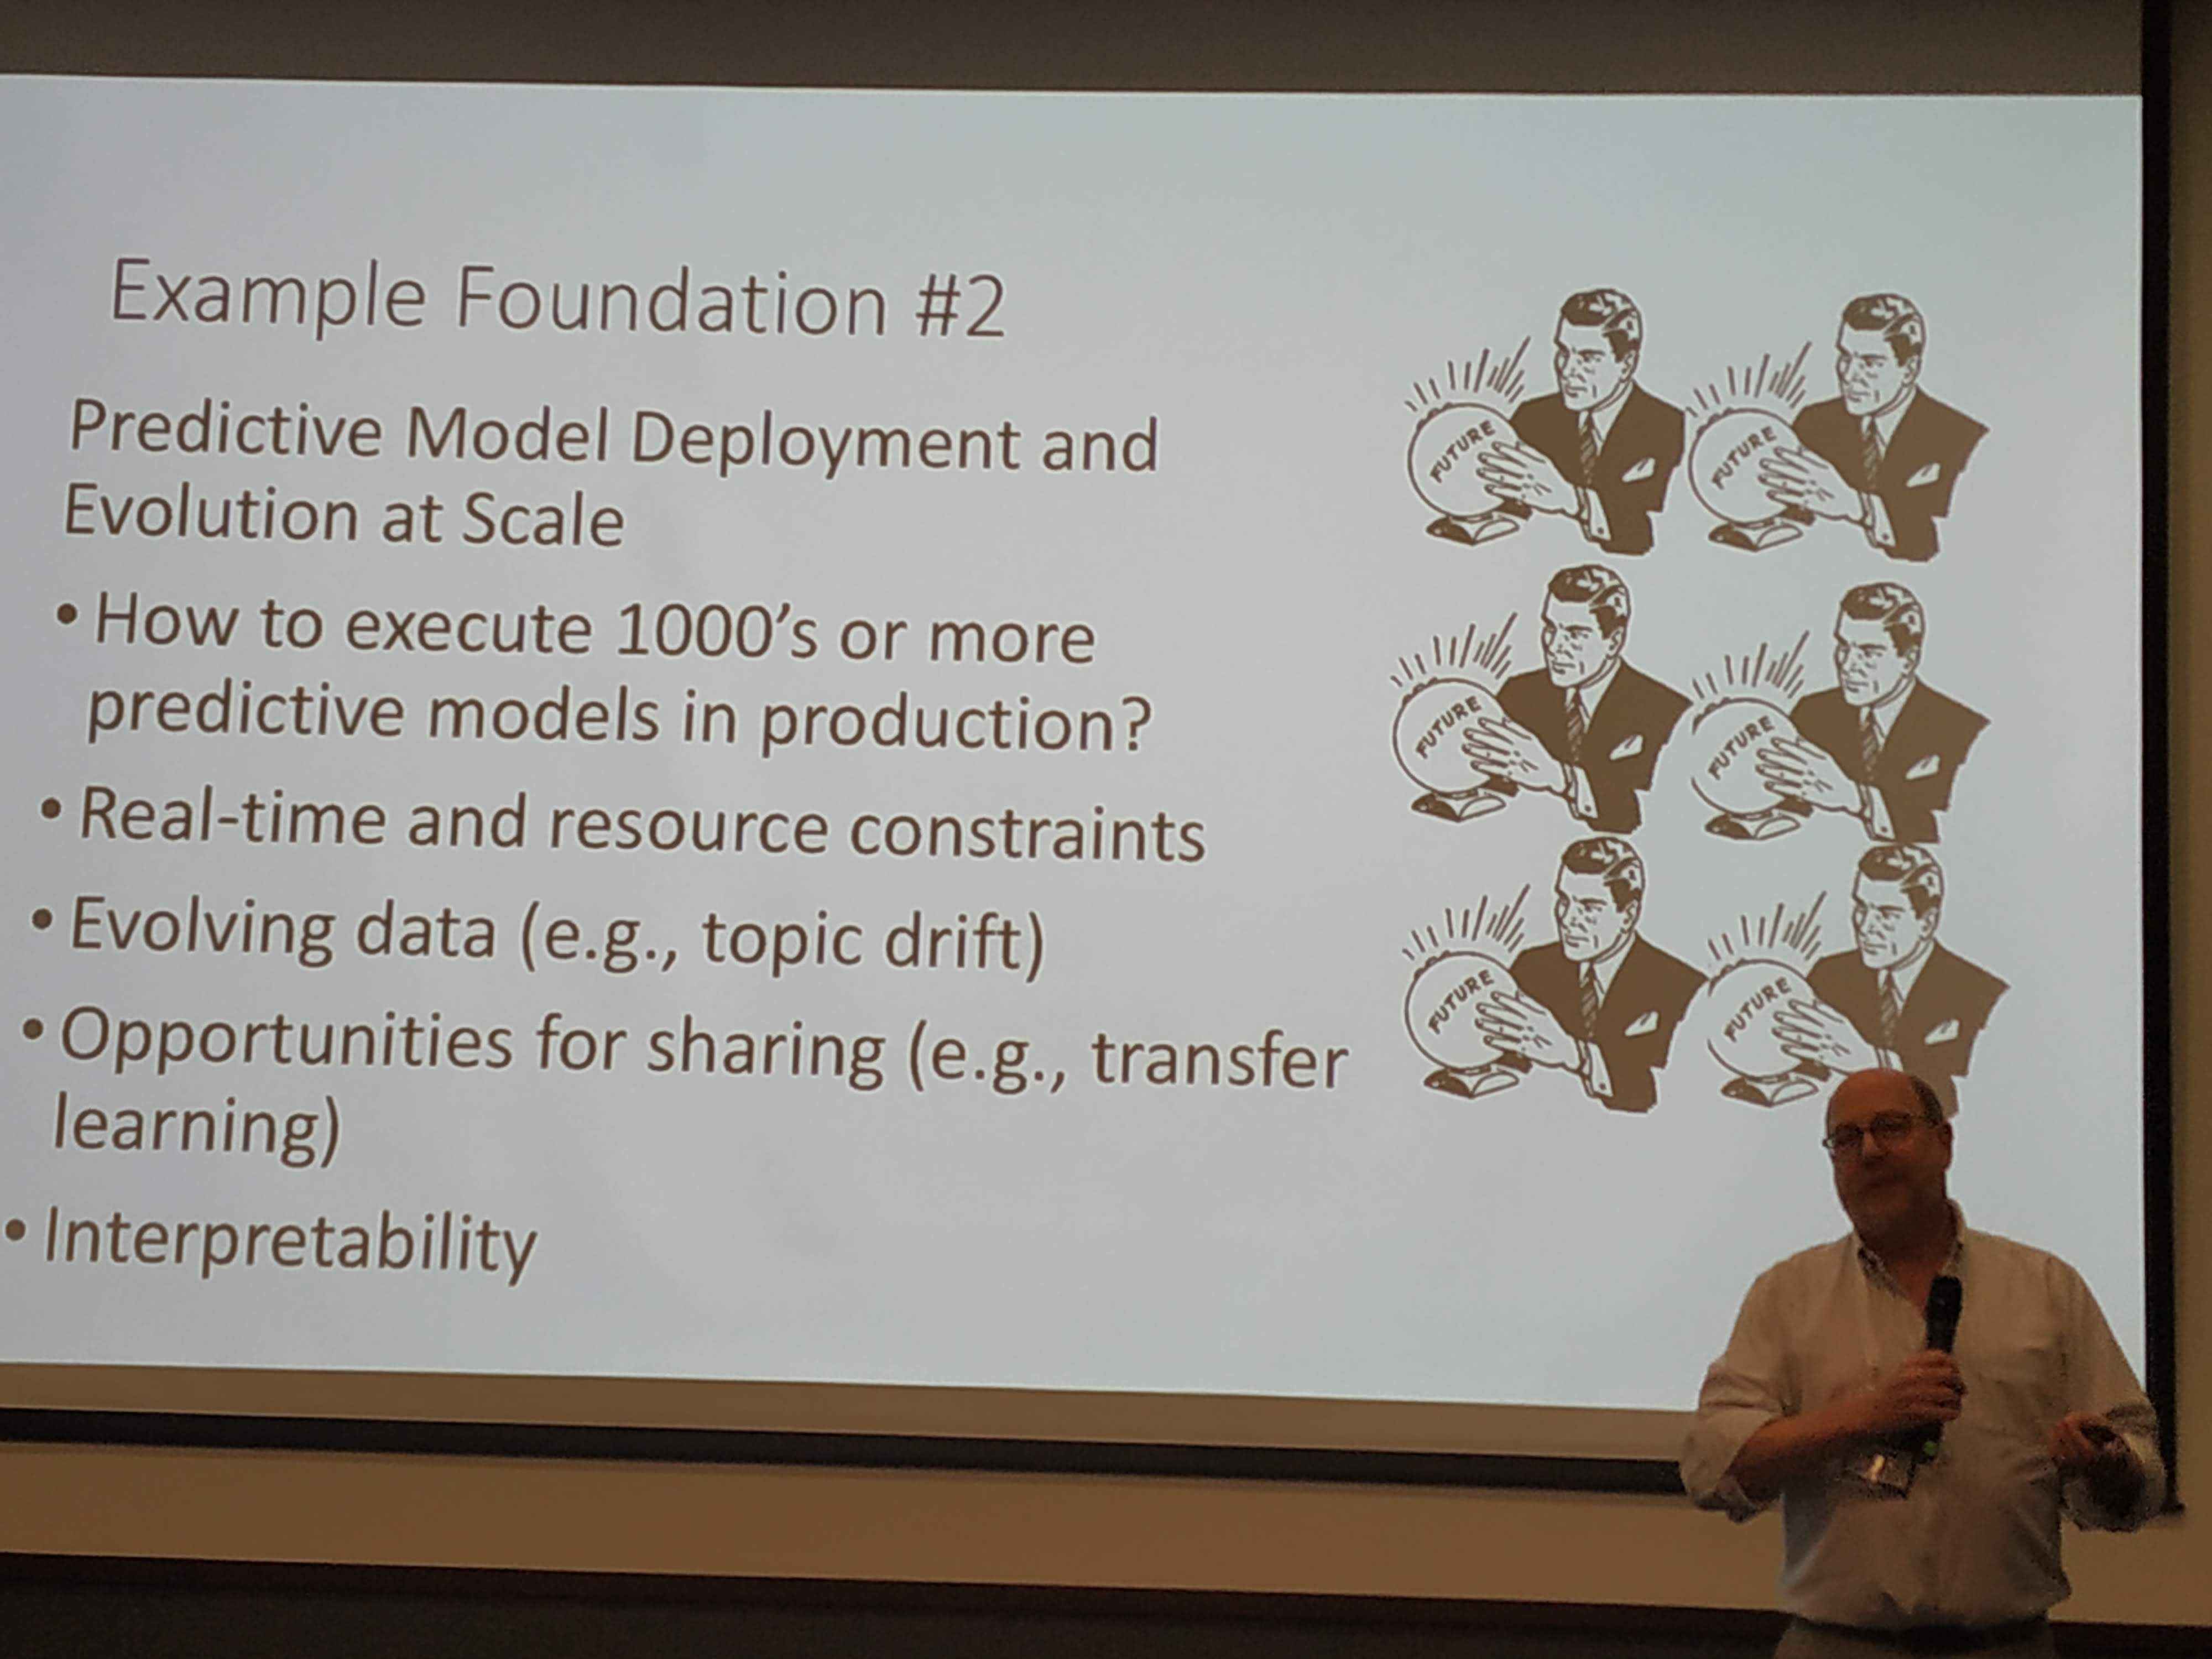 Example Foundation #2
Predictive Model Deployment and
Evolution at Scale
• How to execute 1000's or more
predictive models in production?
• Real-time and resource constraints
• Evolving data (e.g., topic drift)
• Opportunities for sharing (e.g., transfer
learning)
• Interpretability
FUTURE
FUTURE
FUTURE
FUTURE
FUTURE
FUTURE